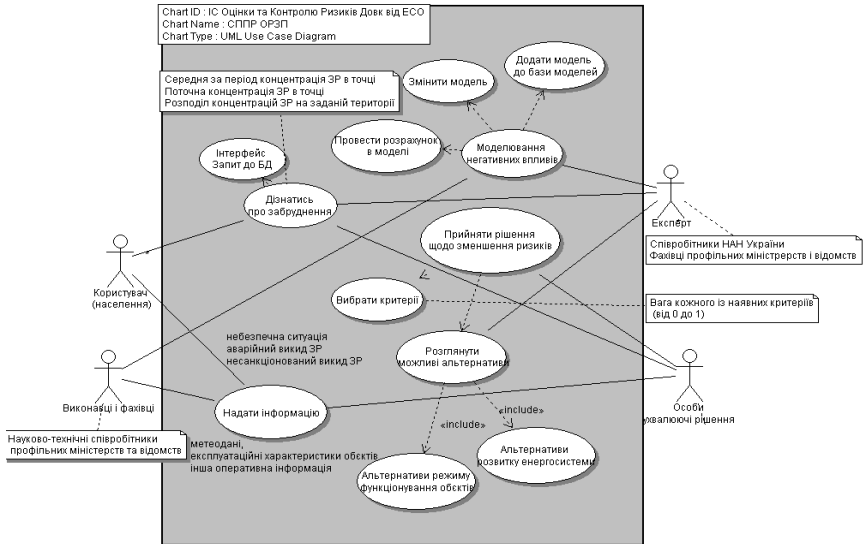 Chart ID : ІС Оцінки та Контролю Ризиків Довк від ЕСО
Chart Name : СППР ОРЗП
Chart Type : UML Use Case Diagram
Середня за період концентрація ЗР в точці
Поточна концентрація ЗР в точці
Розподіл концентрацій ЗР на заданій території
Змінити модель
Додати модель
до бази моделей
Інтерфейс
Запит до БД
Провести розрахунок
в моделі
Моделювання
негативних впливів
Дізнатись
про забруднення
Експерт
Прийняти рішення
щодо зменшення ризиків
Співробітники НАН України
Фахівці профільних міністрерств і відомств
Користувач
(населення)
Вибрати критерії
Вага кожного із наявних критеріїв
(від 0 до 1)
небезпечна ситуація
аварійний викид ЗР
несанкціонований викид ЗР
Розглянути
можливі альтернативи
Виконавці і фахівці
Надати інформацію
Особи
ухвалюючі рішення
«include»
«include»
Науково-технічні співробітники
профільних міністерств та відомств
метеодані,
експлуатаційні характеристики обєктів
інша оперативна інформація
Альтернативи
розвитку енергосистеми
Альтернативи режиму
функціонування обєктів